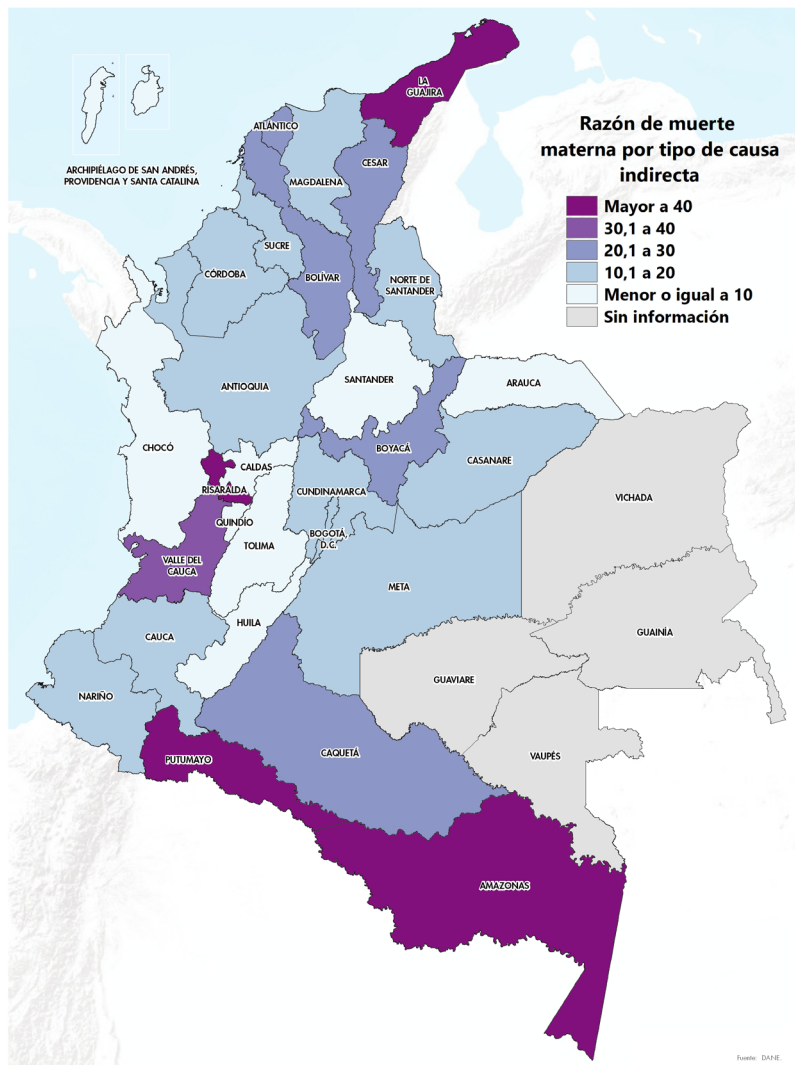 LA
GUAJIRA
ATLÁNTICO
CESAR
ARCHIPIÉLAGO DE SAN ANDRÉS,
PROVIDENCIA Y SANTA CATALINA
MAGDALENA
Razón de muerte
materna por tipo de causa
indirecta
Mayor a 40
30,1 a 40
20,1 a 30
10,1 a 20
Menor o igual a 10
Sin información
SUCRE
CÓRDOBA
BOLÍVAR
NORTE DE
SANTANDER
ANTIOQUIA
SANTANDER
ARAUCA
CHOCÓ
BOYACÁ
CASANARE
CALDAS
RISARALDA
CUNDINAMARCA
VICHADA
QUINDÍO
BOGOTÁ,
D.C.
TOLIMA
VALLE DEL
CAUCA
META
HUILA
CAUCA
GUAINÍA
GUAVIARE
NARIÑO
CAQUETÁ
VAUPÉS
PUTUMAYO
AMAZONAS
Fuente: DANE.